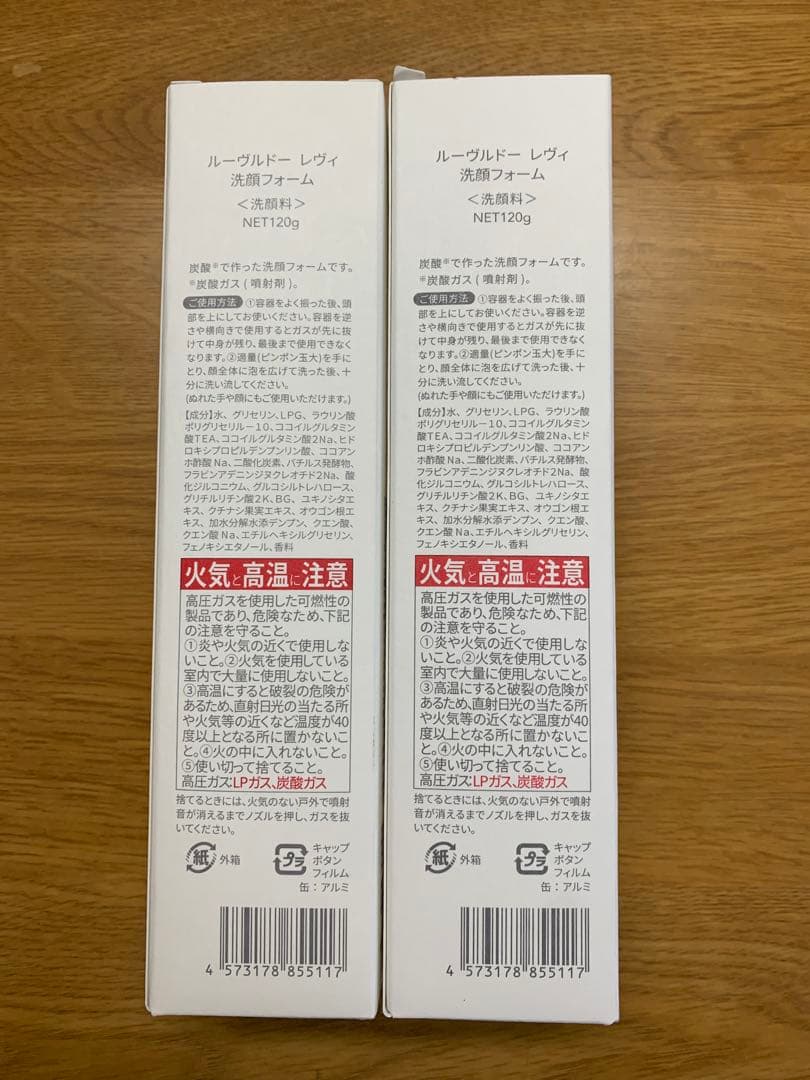 ルーヴルドー レヴィ
洗顔フォーム
＜洗顔料＞
NET120g
炭酸※で作った洗顔フォームです。
※炭酸ガス(噴射剤)。
ご使用方法 ①容器をよく振った後、頭
部を上にしてお使いください。容器を逆
さや横向きで使用するとガスが先に抜
けて中身が残り、最後まで使用できなく
なります。②適量(ピンポン玉大)を手に
とり、顔全体に泡を広げて洗った後、十
分に洗い流してください。
(ぬれた手や顔にもご使用いただけます。)
【成分】水、グリセリン、LPG、ラウリン酸
ポリグリセリル－10、ココイルグルタミン
酸TEA、ココイルグルタミン酸2Na、ヒド
ロキシプロピルデンプンリン酸、ココアン
ホ酢酸Na、二酸化炭素、バチルス発酵物、
フラビンアデニンジヌクレオチド2Na、酸
化ジルコニウム、グルコシルトレハロース、
グリチルリチン酸2K、BG、ユキノシタエ
キス、クチナシ果実エキス、オウゴン根エ
キス、加水分解水添デンプン、クエン酸、
クエン酸Na、エチルヘキシルグリセリン、
フェノキシエタノール、香料
火気と高温に注意
高圧ガスを使用した可燃性の
製品であり、危険なため、下記
の注意を守ること。
①炎や火気の近くで使用しな
いこと。②火気を使用している
室内で大量に使用しないこと。
③高温にすると破裂の危険が
あるため、直射日光の当たる所
や火気等の近くなど温度が40
度以上となる所に置かないこ
と。④火の中に入れないこと。
⑤使い切って捨てること。
高圧ガス:LPガス、炭酸ガス
捨てるときには、火気のない戸外で噴射
音が消えるまでノズルを押し、ガスを抜
いてください。
紙 外箱
プラ キャップ
ボタン
フィルム
缶：アルミ
4 573178 855117
ルーヴルドー レヴィ
洗顔フォーム
＜洗顔料＞
NET120g
炭酸※で作った洗顔フォームです。
※炭酸ガス(噴射剤)。
ご使用方法 ①容器をよく振った後、頭
部を上にしてお使いください。容器を逆
さや横向きで使用するとガスが先に抜
けて中身が残り、最後まで使用できなく
なります。②適量(ピンポン玉大)を手に
とり、顔全体に泡を広げて洗った後、十
分に洗い流してください。
(ぬれた手や顔にもご使用いただけます。)
【成分】水、グリセリン、LPG、ラウリン酸
ポリグリセリル－10、ココイルグルタミン
酸TEA、ココイルグルタミン酸2Na、ヒド
ロキシプロピルデンプンリン酸、ココアン
ホ酢酸Na、二酸化炭素、バチルス発酵物、
フラビンアデニンジヌクレオチド2Na、酸
化ジルコニウム、グルコシルトレハロース、
グリチルリチン酸2K、BG、ユキノシタエ
キス、クチナシ果実エキス、オウゴン根エ
キス、加水分解水添デンプン、クエン酸、
クエン酸Na、エチルヘキシルグリセリン、
フェノキシエタノール、香料
火気と高温に注意
高圧ガスを使用した可燃性の
製品であり、危険なため、下記
の注意を守ること。
①炎や火気の近くで使用しな
いこと。②火気を使用している
室内で大量に使用しないこと。
③高温にすると破裂の危険が
あるため、直射日光の当たる所
や火気等の近くなど温度が40
度以上となる所に置かないこ
と。④火の中に入れないこと。
⑤使い切って捨てること。
高圧ガス:LPガス、炭酸ガス
捨てるときには、火気のない戸外で噴射
音が消えるまでノズルを押し、ガスを抜
いてください。
紙 外箱
プラ キャップ
ボタン
フィルム
缶：アルミ
4 573178 855117